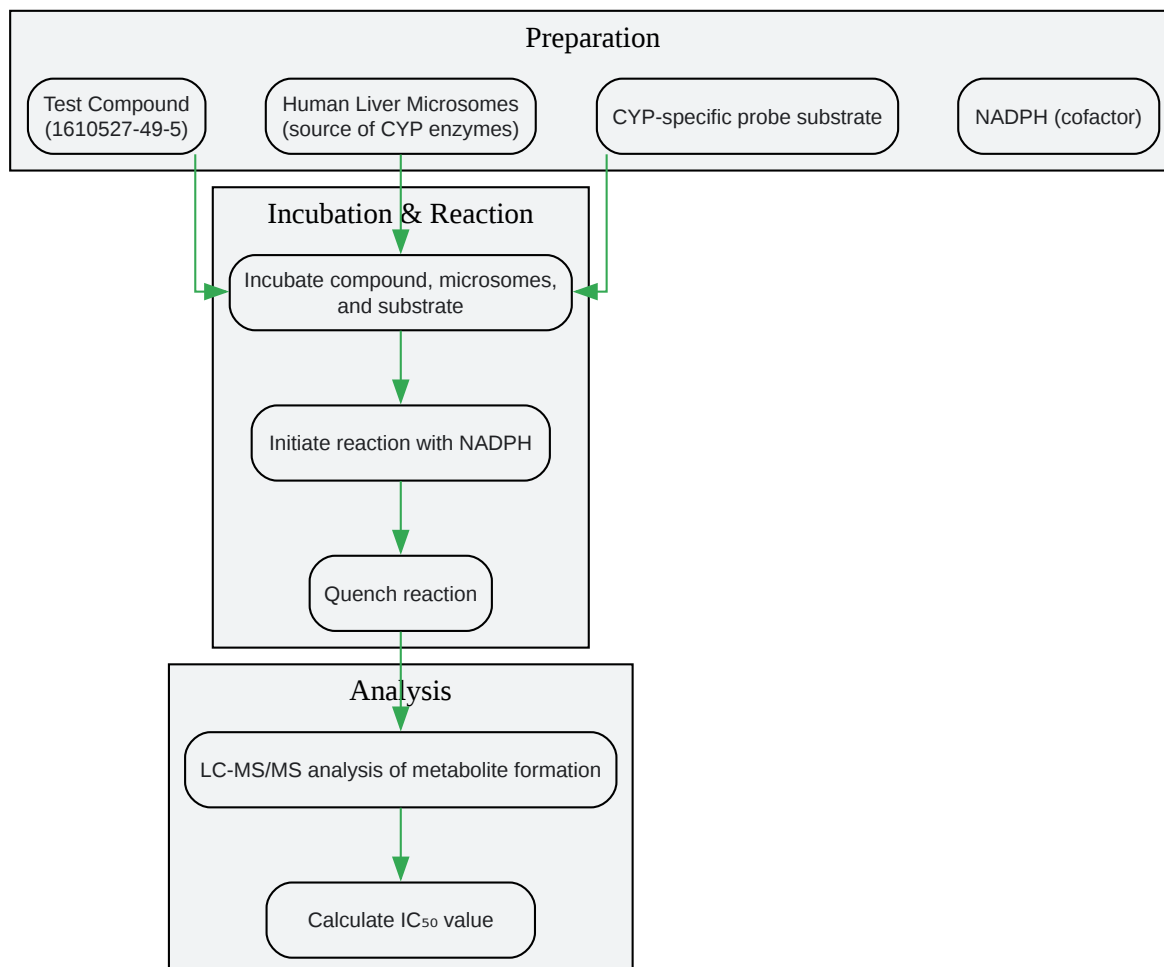 Preparation
Test Compound
(1610527-49-5)
Human Liver Microsomes
(source of CYP enzymes)
CYP-specific probe substrate
NADPH (cofactor)
Incubation & Reaction
Incubate compound, microsomes,
and substrate
Initiate reaction with NADPH
Quench reaction
Analysis
LC-MS/MS analysis of metabolite formation
Calculate IC₅₀ value